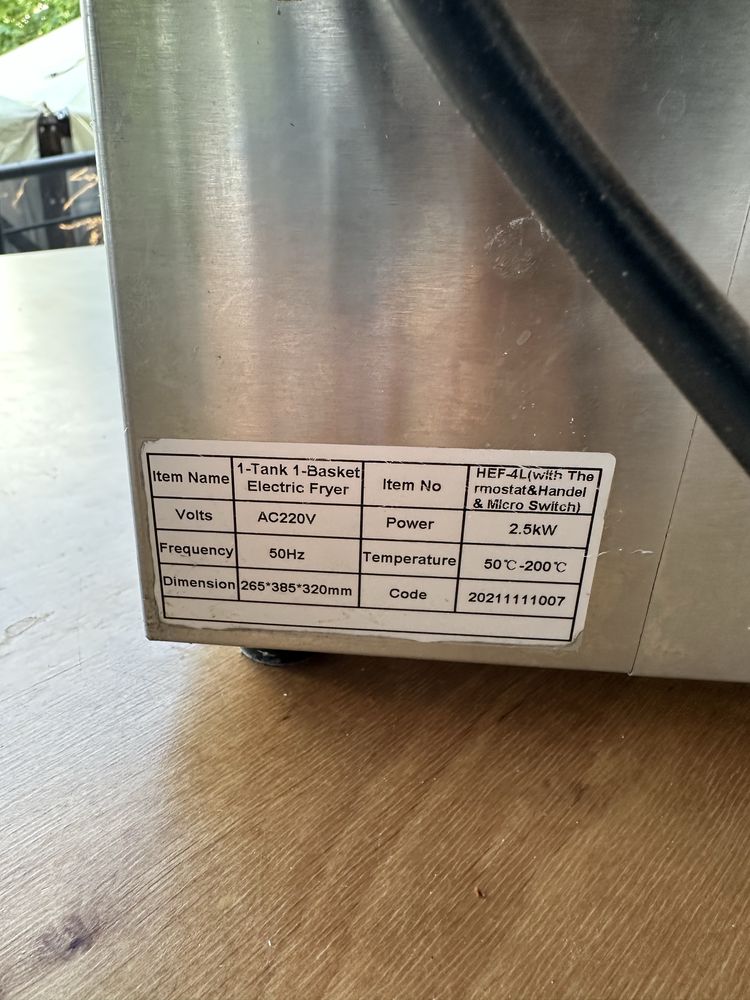 Item Name 1-Tank 1-Basket Electric Fryer Item No HEF-4L(with The rmostat&Handel & Micro Switch)
Volts AC220V Power 2.5kW
Frequency 50Hz Temperature 50℃-200℃
Dimension 265*385*320mm Code 20211111007